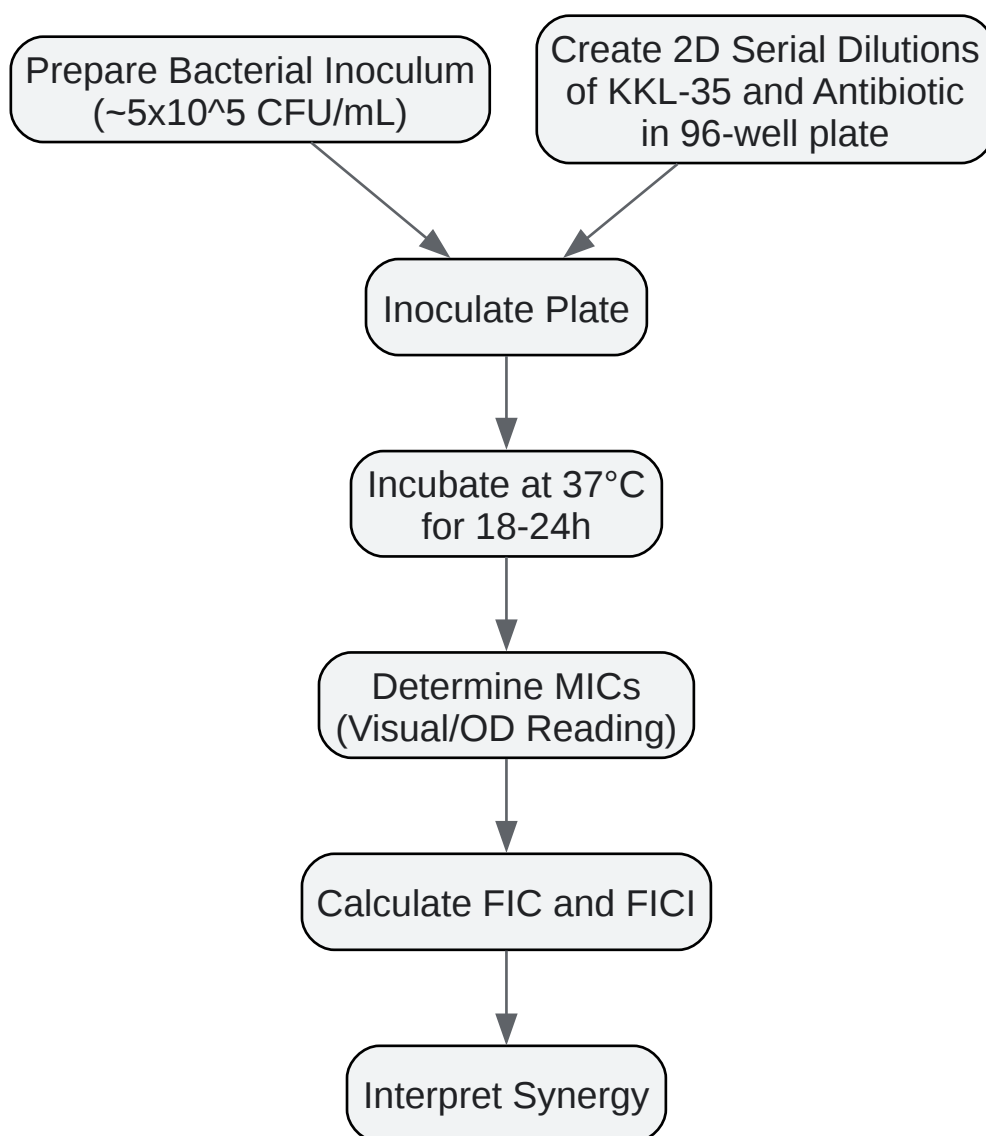 Prepare Bacterial Inoculum
(~5x10^5 CFU/mL)
Create 2D Serial Dilutions
of KKL-35 and Antibiotic
in 96-well plate
Inoculate Plate
Incubate at 37°C
for 18-24h
Determine MICs
(Visual/OD Reading)
Calculate FIC and FICI
Interpret Synergy